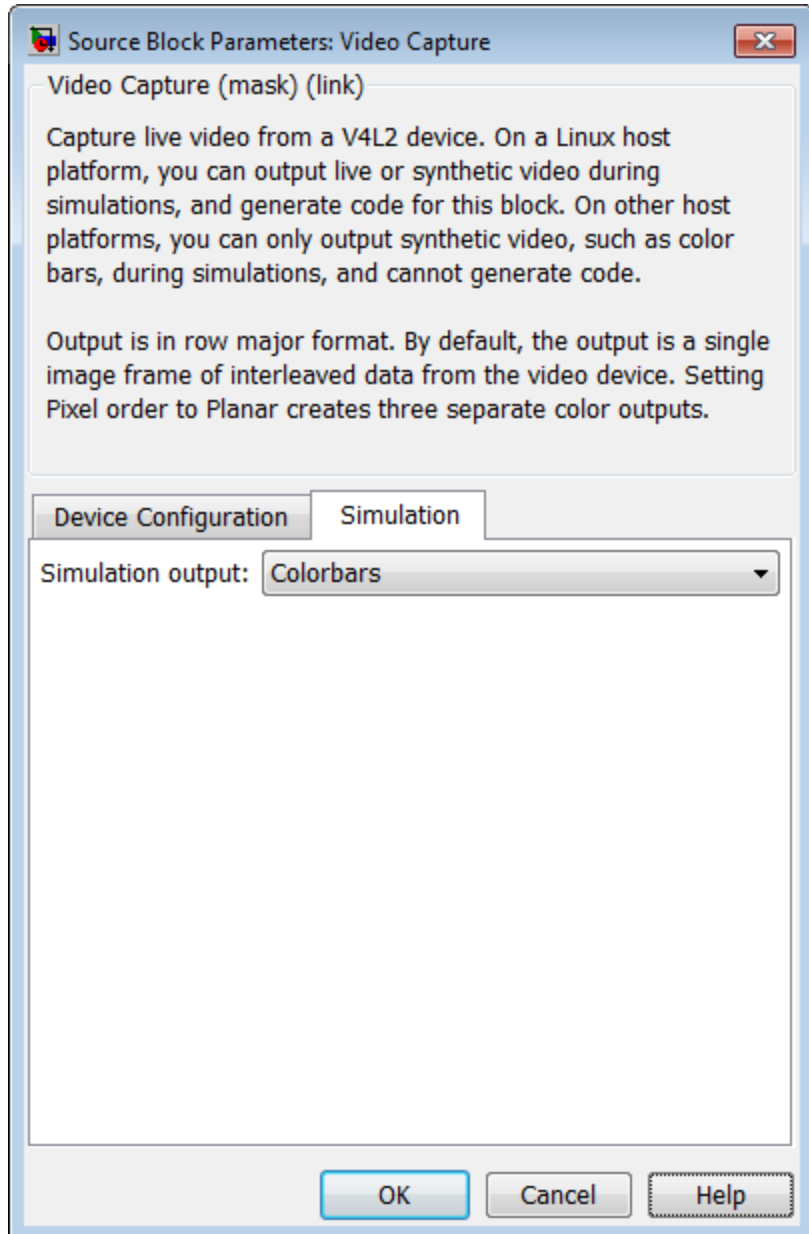 Source Block Parameters: Video Capture
Video Capture (mask) (link)
Capture live video from a V4L2 device. On a Linux host
platform, you can output live or synthetic video during
simulations, and generate code for this block. On other host
platforms, you can only output synthetic video, such as color
bars, during simulations, and cannot generate code.
Output is in row major format. By default, the output is a single
image frame of interleaved data from the video device. Setting
Pixel order to Planar creates three separate color outputs.
Device Configuration Simulation
Simulation output: Colorbars
OK Cancel Help